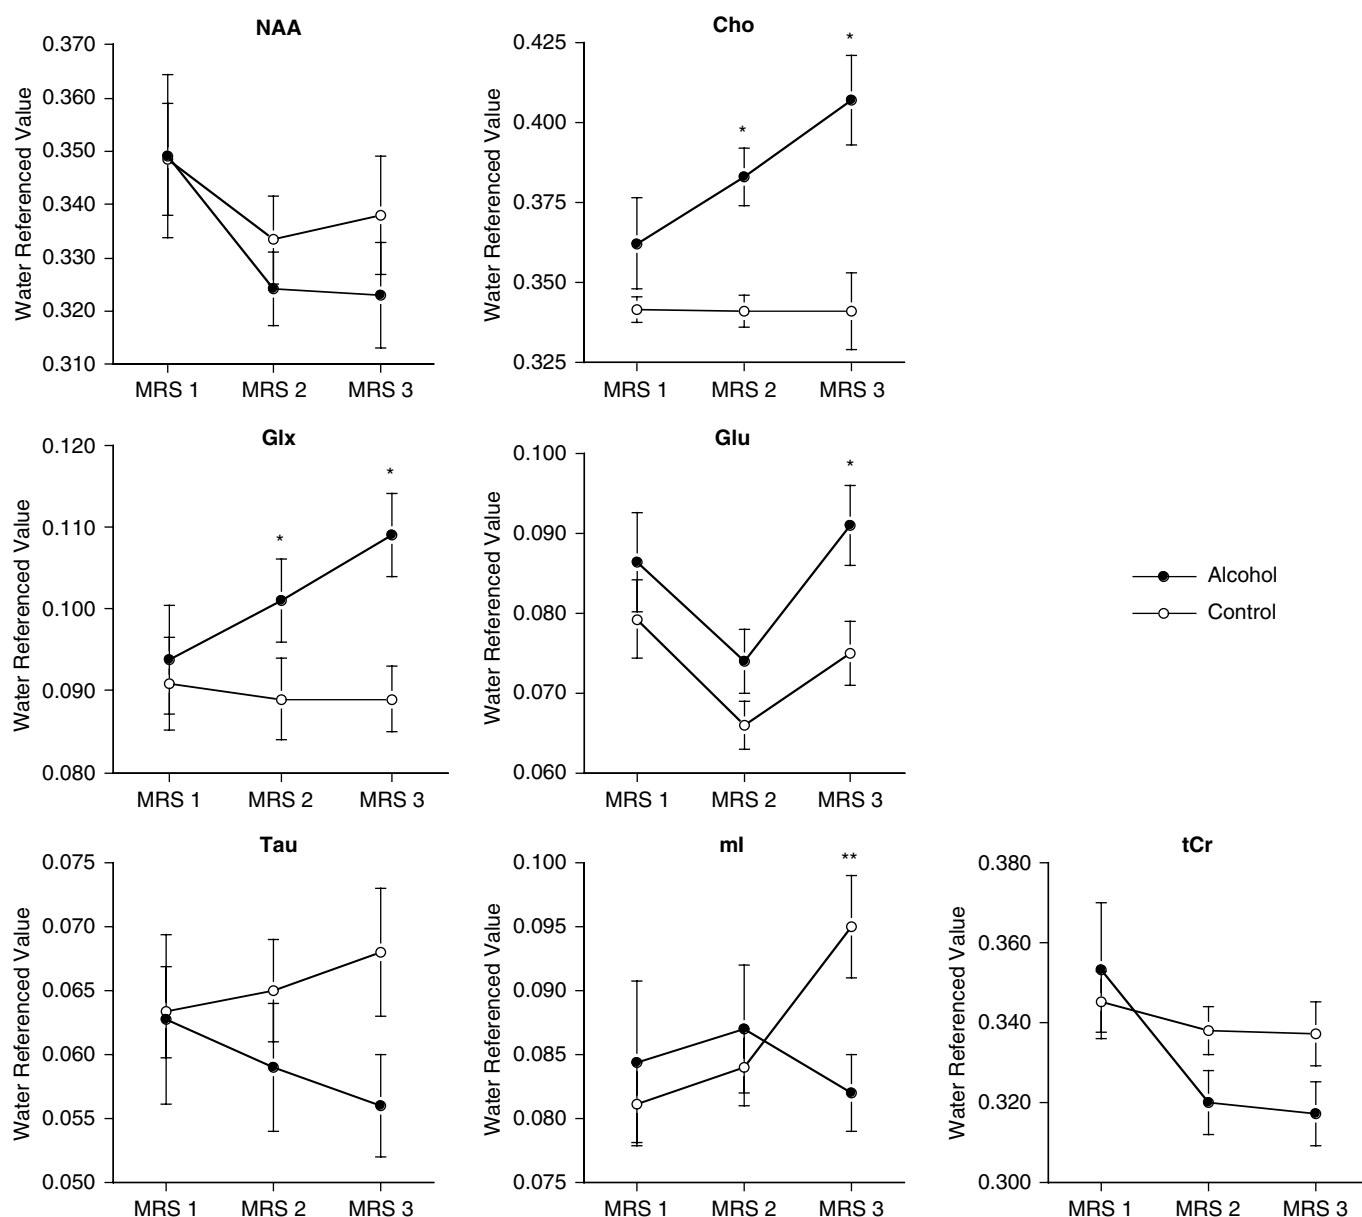 NAA
Water Referenced Value
0.370
0.360
0.350
0.340
0.330
0.320
0.310
MRS 1
MRS 2
MRS 3
Cho
Water Referenced Value
0.425
0.400
0.375
0.350
0.325
*
*
MRS 1
MRS 2
MRS 3
Glx
Water Referenced Value
0.120
0.110
0.100
0.090
0.080
*
*
MRS 1
MRS 2
MRS 3
Glu
Water Referenced Value
0.100
0.090
0.080
0.070
0.060
*
MRS 1
MRS 2
MRS 3
Alcohol
Control
Tau
Water Referenced Value
0.075
0.070
0.065
0.060
0.055
0.050
MRS 1
MRS 2
MRS 3
mI
Water Referenced Value
0.100
0.095
0.090
0.085
0.080
0.075
**
MRS 1
MRS 2
MRS 3
tCr
Water Referenced Value
0.380
0.360
0.340
0.320
0.300
MRS 1
MRS 2
MRS 3